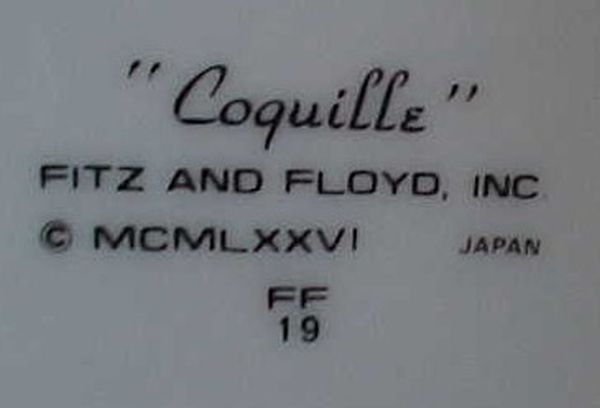 "Coquille"
FITZ AND FLOYD, INC.
© MCMLXXVI JAPAN
FF
19